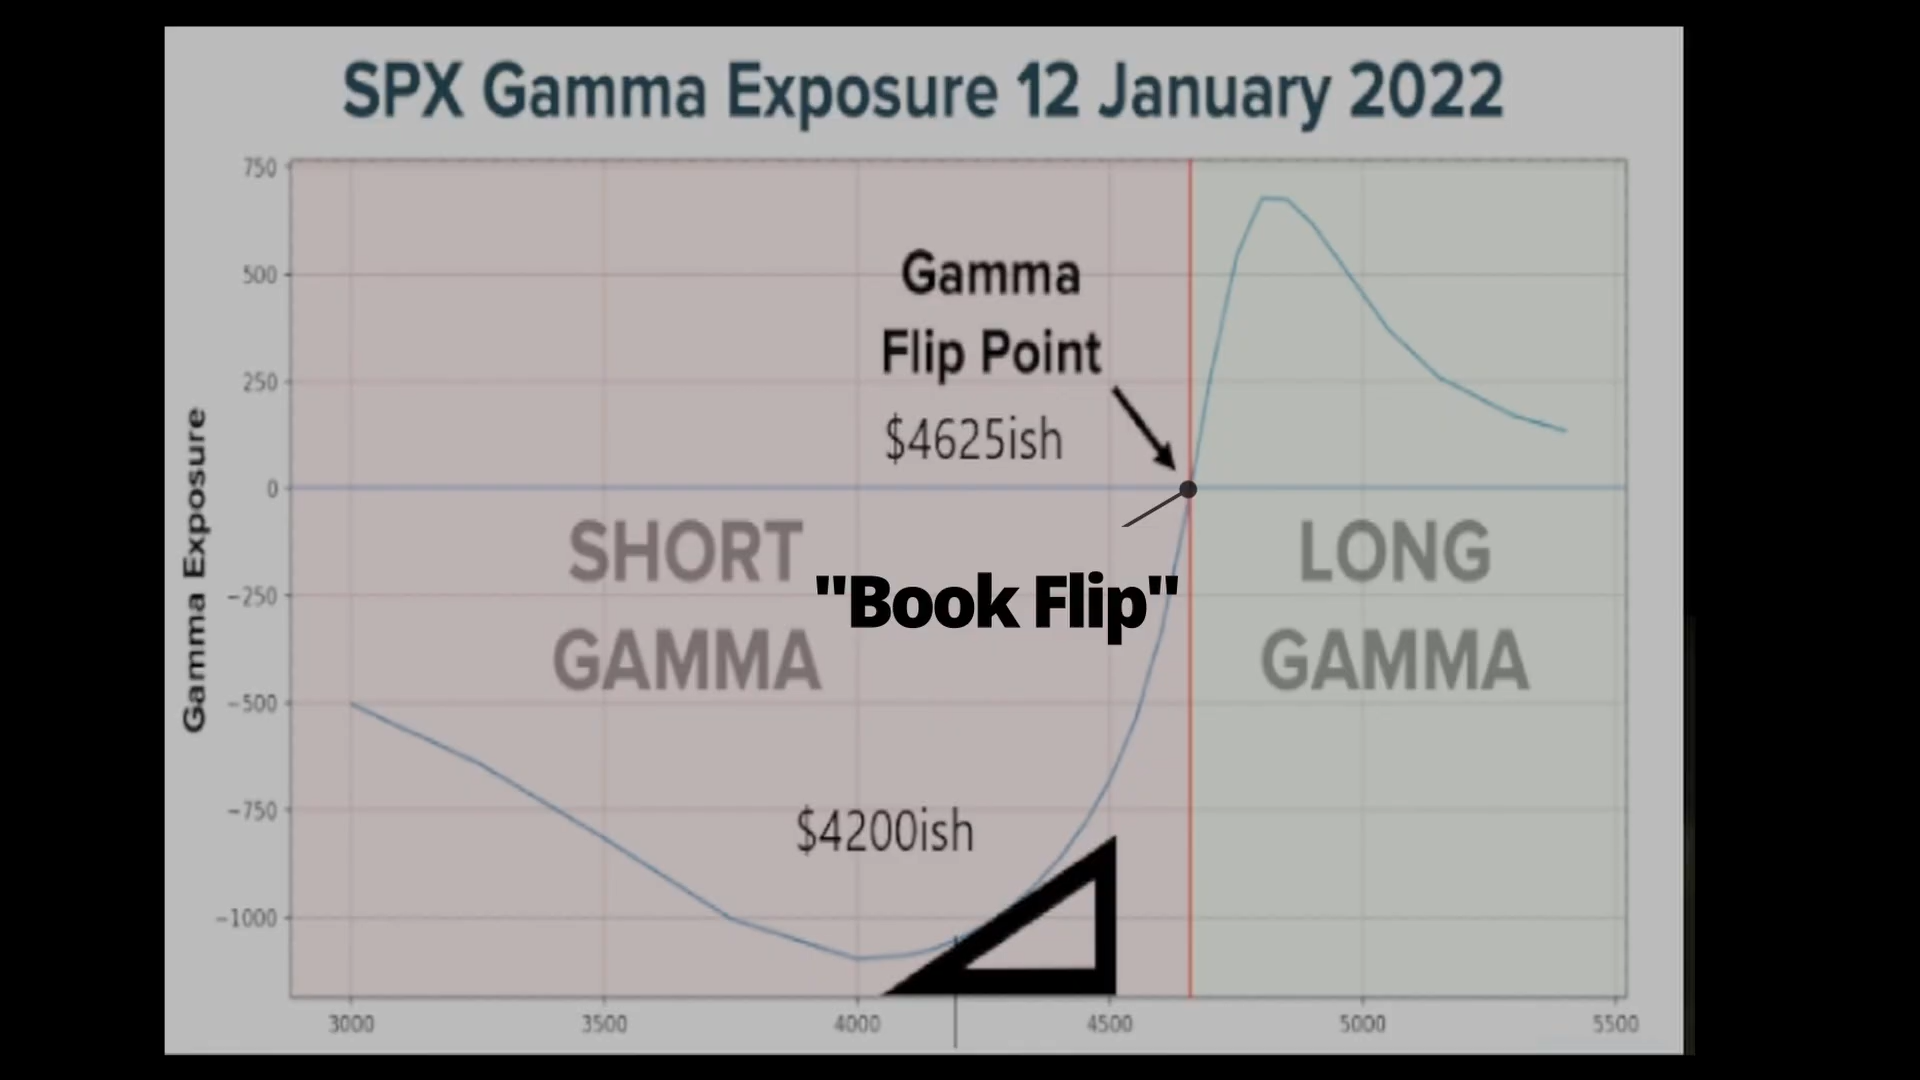 SPX Gamma Exposure 12 January 2022
750
500
250
0
−250
−500
−750
−1000
Gamma Exposure
Gamma
Flip Point
$4625ish
SHORT
GAMMA
"Book Flip"
LONG
GAMMA
$4200ish
3000
3500
4000
4500
5000
5500